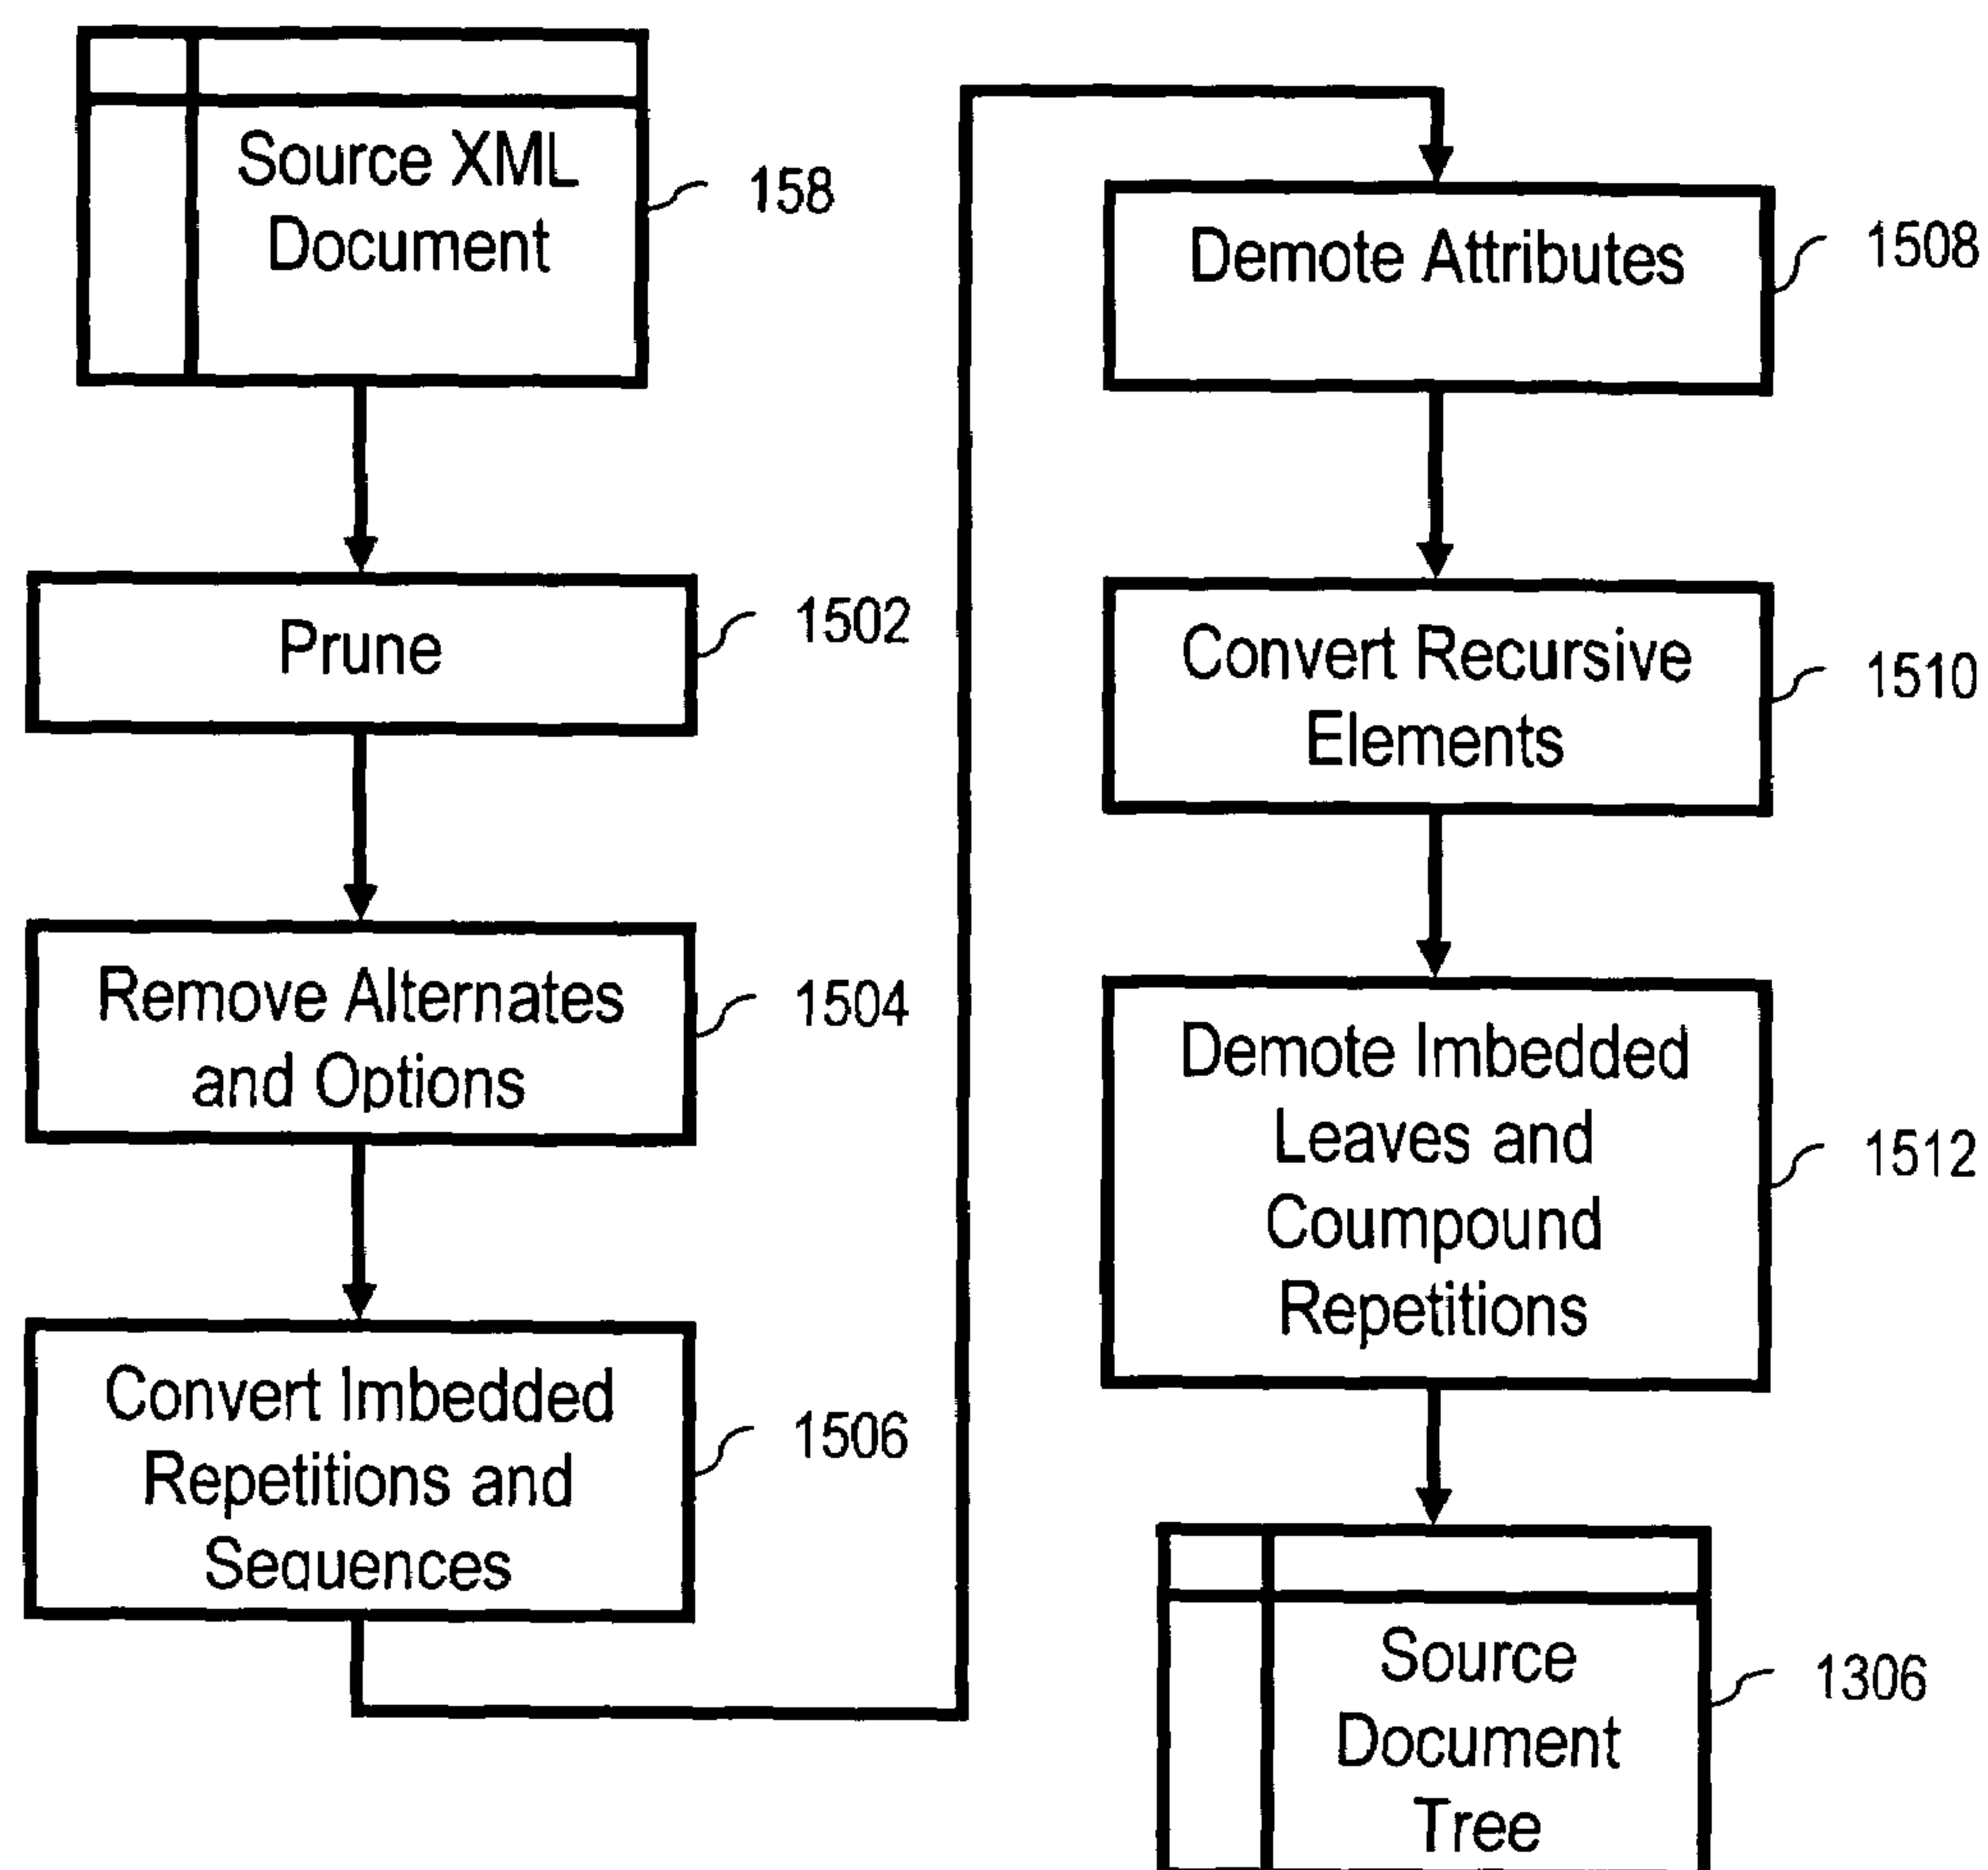 Source XML
Document
158
Prune
1502
Remove Alternates
and Options
1504
Convert Imbedded
Repetitions and
Sequences
1506
Demote Attributes
1508
Convert Recursive
Elements
1510
Demote Imbedded
Leaves and
Coumpound
Repetitions
1512
Source
Document
Tree
1306